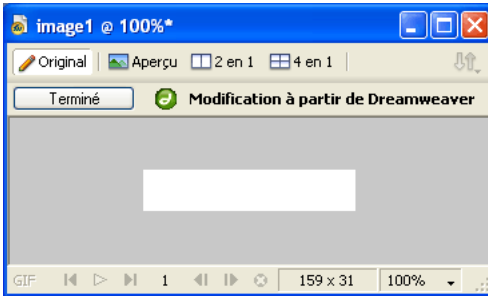 image1 @ 100%*
Original Aperçu 2 en 1 4 en 1
Terminé Modification à partir de Dreamweaver
GIF 1 159 x 31 100%